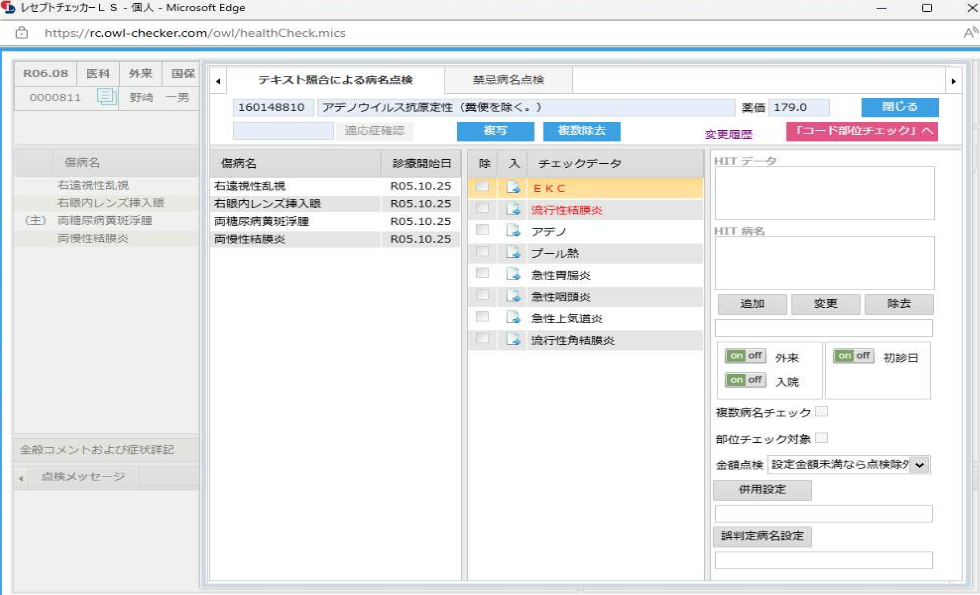 レセプトチェッカーＬＳ - 個人 - Microsoft Edge
https://rc.owl-checker.com/owl/healthCheck.mics
R06.08 医科 外来 国保
0000811 野崎 一男
傷病名
右遠視性乱視
右眼内レンズ挿入眼
(主) 両糖尿病黄斑浮腫
両慢性結膜炎
全般コメントおよび症状詳記
点検メッセージ
テキスト照合による病名点検 禁忌病名点検
160148810 アデノウイルス抗原定性（糞便を除く。） 薬価 179.0 閉じる
適応症確認 複写 複数除去 変更履歴 「コード部位チェック」へ
傷病名 診療開始日
右遠視性乱視 R05.10.25
右眼内レンズ挿入眼 R05.10.25
両糖尿病黄斑浮腫 R05.10.25
両慢性結膜炎 R05.10.25
除 入 チェックデータ
ＥＫＣ
流行性結膜炎
アデノ
プール熱
急性胃腸炎
急性咽頭炎
急性上気道炎
流行性角結膜炎
HIT データ
HIT 病名
追加 変更 除去
on off 外来 on off 初診日
on off 入院
複数病名チェック
部位チェック対象
金額点検 設定金額未満なら点検除外
併用設定
誤判定病名設定